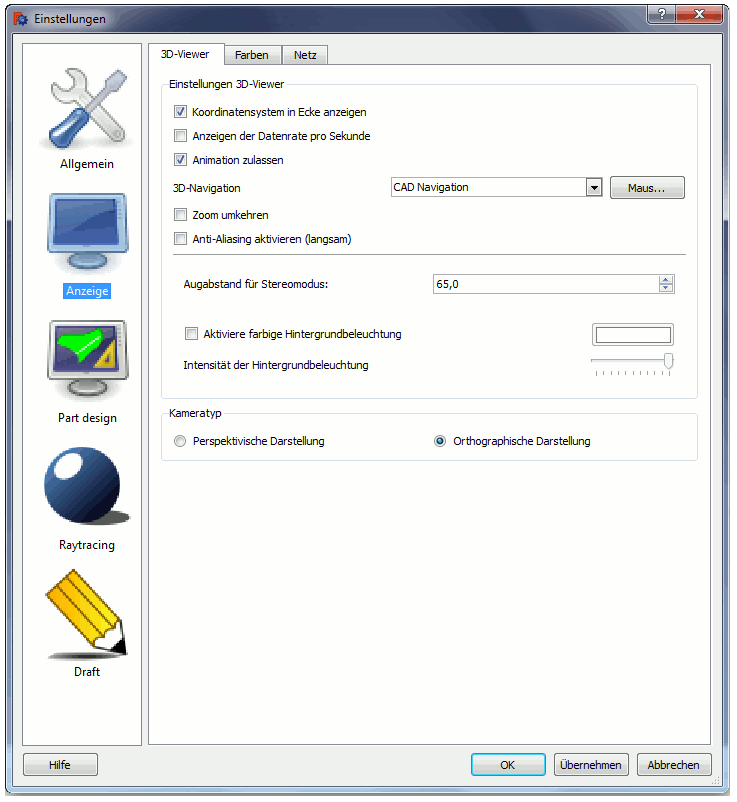 Einstellungen
?
Allgemein
Anzeige
Part design
Raytracing
Draft
3D-Viewer
Farben
Netz
Einstellungen 3D-Viewer
Koordinatensystem in Ecke anzeigen
Anzeigen der Datenrate pro Sekunde
Animation zulassen
3D-Navigation
CAD Navigation
Maus...
Zoom umkehren
Anti-Aliasing aktivieren (langsam)
Augabstand für Stereomodus:
65,0
Aktiviere farbige Hintergrundbeleuchtung
Intensität der Hintergrundbeleuchtung
Kameratyp
Perspektivische Darstellung
Orthographische Darstellung
Hilfe
OK
Übernehmen
Abbrechen